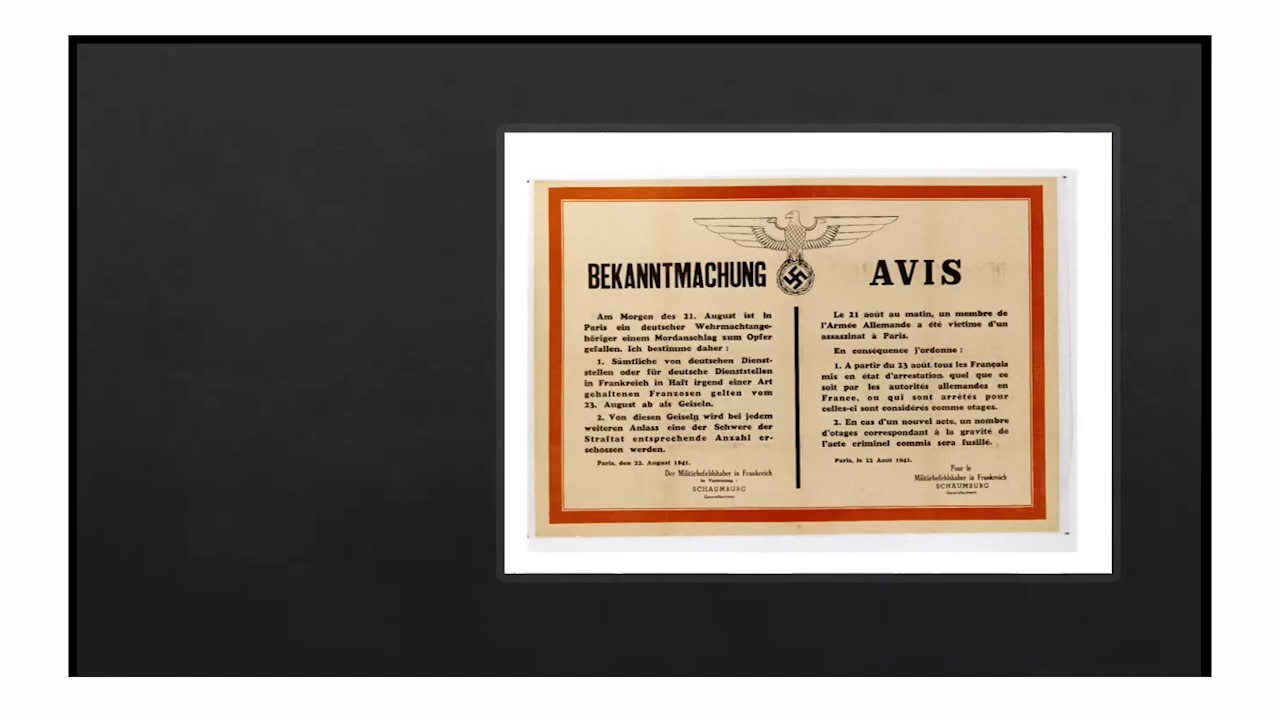 BEKANNTMACHUNG
Am Morgen des 21. August ist in
Paris ein deutscher Wehrmachtange-
höriger einem Mordanschlag zum Opfer
gefallen. Ich bestimme daher :
1. Sämtliche von deutschen Dienst-
stellen oder für deutsche Dienststellen
in Frankreich in Haft irgend einer Art
gehaltenen Franzosen gelten vom
23. August ab als Geiseln.
2. Von diesen Geiseln wird bei jedem
weiteren Anlass eine der Schwere der
Straftat entsprechende Anzahl er-
schossen werden.
Paris, den 22. August 1941.
Der Militärbefehlshaber in Frankreich
In Vertretung :
SCHAUMBURG
Generalleutnant
AVIS
Le 21 août au matin, un membre de
l'Armée Allemande a été victime d'un
assassinat à Paris.
En conséquence j'ordonne :
1. A partir du 23 août, tous les Français
mis en état d'arrestation, quel que ce
soit par les autorités allemandes en
France, ou qui sont arrêtés pour
celles-ci sont considérés comme otages.
2. En cas d'un nouvel acte, un nombre
d'otages correspondant à la gravité de
l'acte criminel commis sera fusillé.
Paris, le 22 Août 1941.
Pour le
Militärbefehlshaber in Frankreich
SCHAUMBURG
Generalleutnant